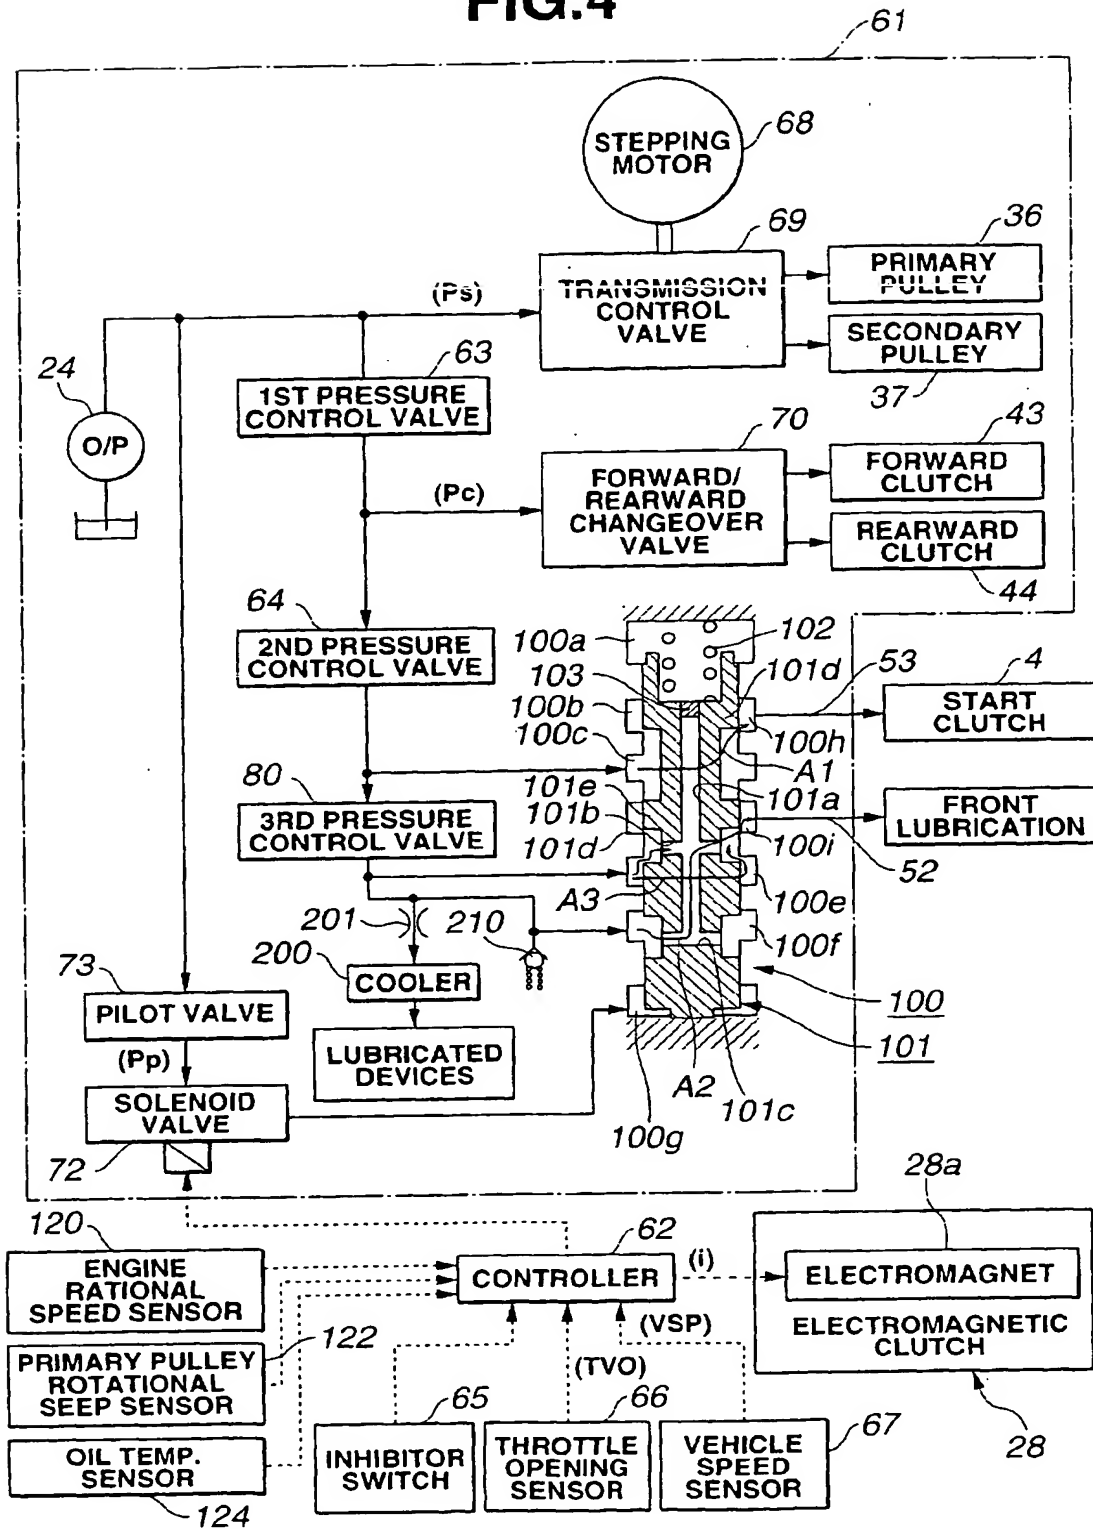 FIG.4
61
STEPPING
MOTOR
68
69
36
(Ps)
TRANSMISSION
CONTROL
VALVE
PRIMARY
PULLEY
SECONDARY
PULLEY
37
24
O/P
63
1ST PRESSURE
CONTROL VALVE
70
43
(Pc)
FORWARD/
REARWARD
CHANGEOVER
VALVE
FORWARD
CLUTCH
REARWARD
CLUTCH
44
64
2ND PRESSURE
CONTROL VALVE
100a
102
103
101d
53
4
100b
START
CLUTCH
100c
100h
A1
80
101e
101a
3RD PRESSURE
CONTROL VALVE
101b
FRONT
LUBRICATION
101d
100i
52
A3
100e
201
210
100f
200
COOLER
73
PILOT VALVE
100
(Pp)
LUBRICATED
DEVICES
101
SOLENOID
VALVE
A2
101c
72
100g
28a
120
62
ENGINE
RATIONAL
SPEED SENSOR
CONTROLLER
(i)
ELECTROMAGNET
ELECTROMAGNETIC
CLUTCH
122
(VSP)
PRIMARY PULLEY
ROTATIONAL
SEEP SENSOR
(TVO)
65
66
67
28
OIL TEMP.
SENSOR
INHIBITOR
SWITCH
THROTTLE
OPENING
SENSOR
VEHICLE
SPEED
SENSOR
124